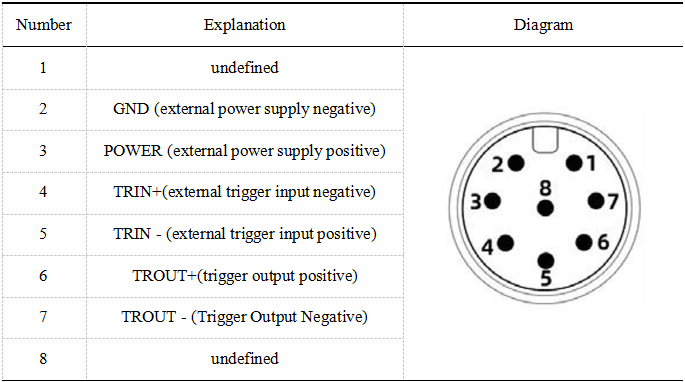 Number Explanation Diagram
1 undefined
2 GND (external power supply negative)
3 POWER (external power supply positive)
4 TRIN+(external trigger input negative)
5 TRIN - (external trigger input positive)
6 TROUT+(trigger output positive)
7 TROUT - (Trigger Output Negative)
8 undefined
2 1
8
3 7
4 6
5